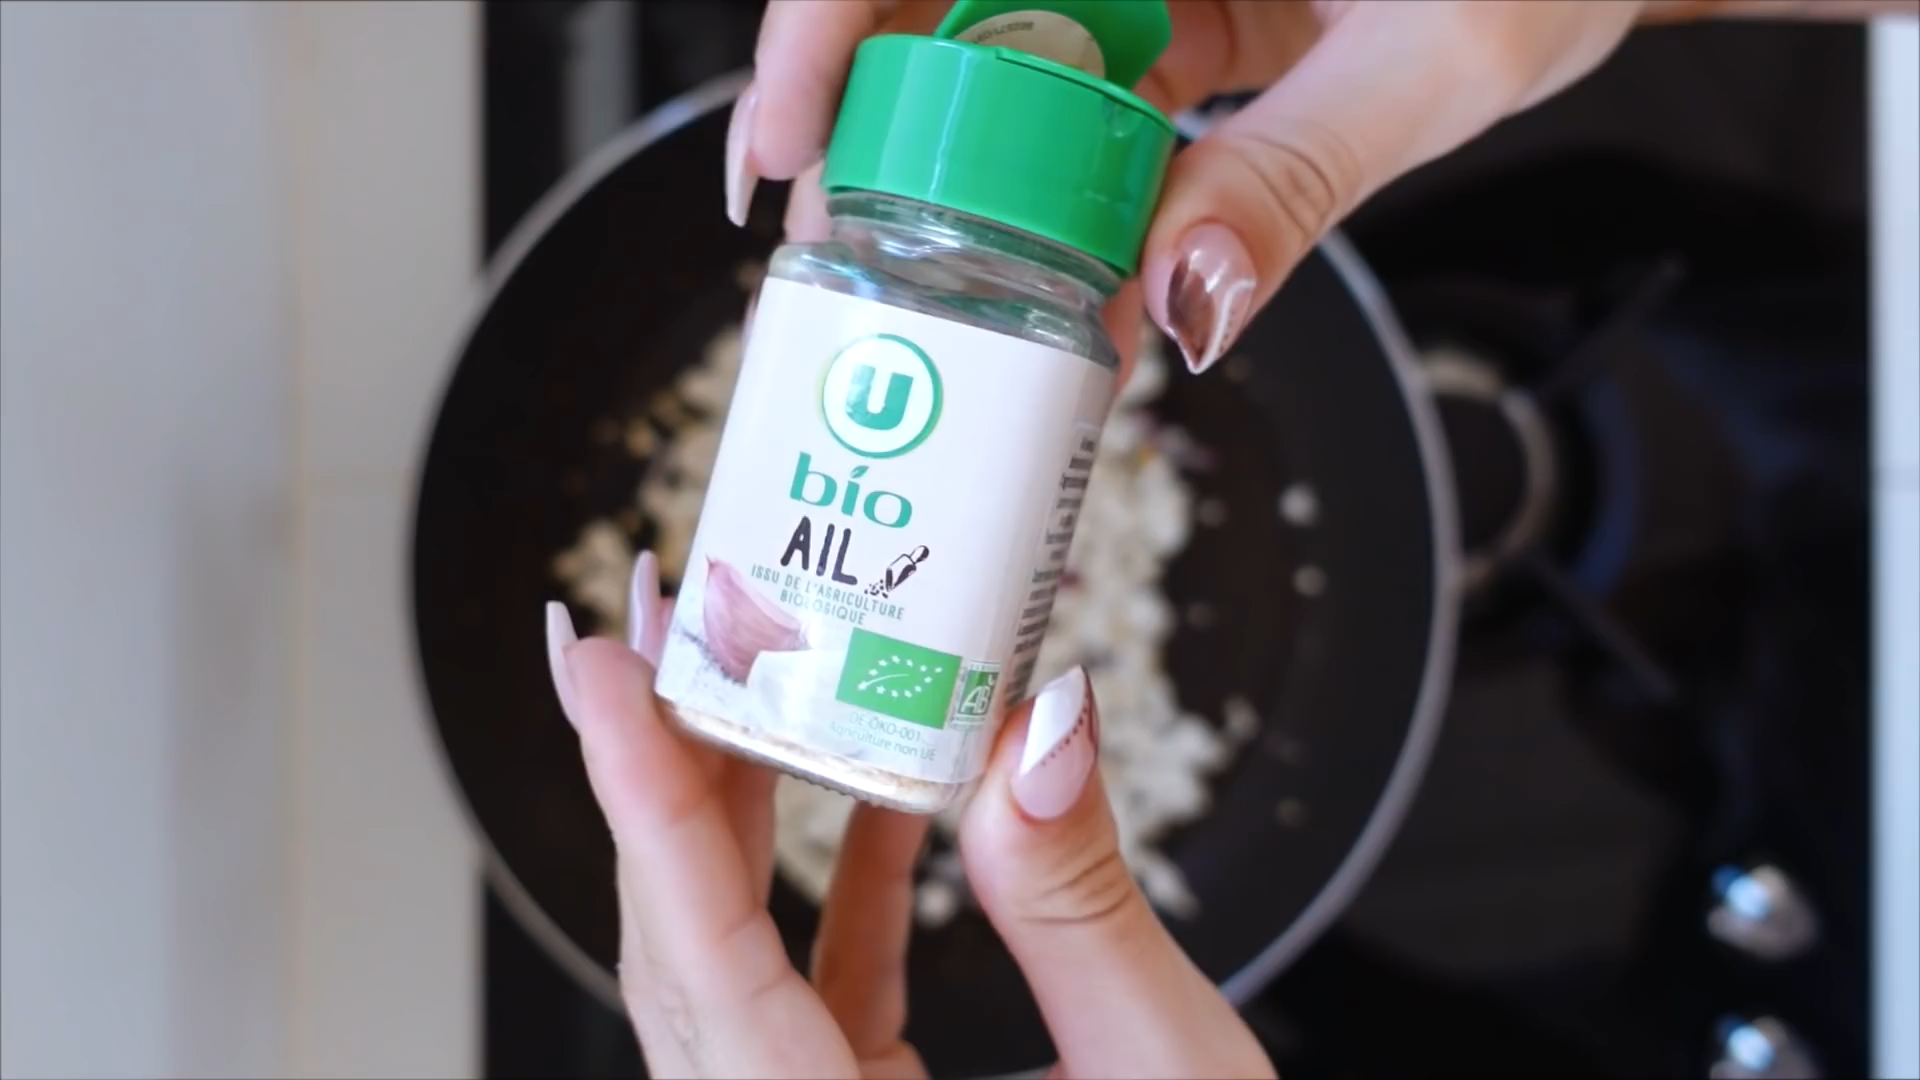 U
bio
AIL
ISSU DE L'AGRICULTURE
BIOLOGIQUE
AB
DE-ÖKO-001
Agriculture non UE